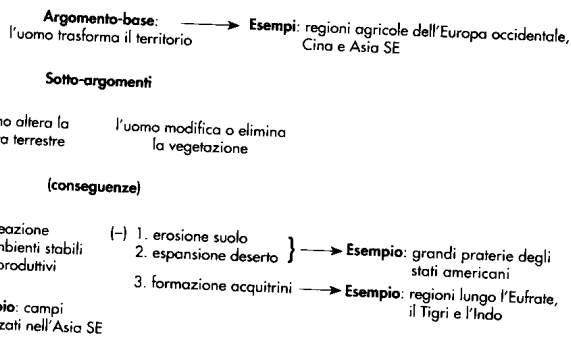 Argomento-base: Esempi: regioni agricole dell'Europa occidentale,
l'uomo trasforma il territorio Cina e Asia SE
Sotto-argomenti
no altera la l'uomo modifica o elimina
a terrestre la vegetazione
(conseguenze)
eazione (–) 1. erosione suolo
nbienti stabili 2. espansione deserto } Esempio: grandi praterie degli
produttivi stati americani
3. formazione acquitrini Esempio: regioni lungo l'Eufrate,
pio: campi il Tigri e l'Indo
zati nell'Asia SE